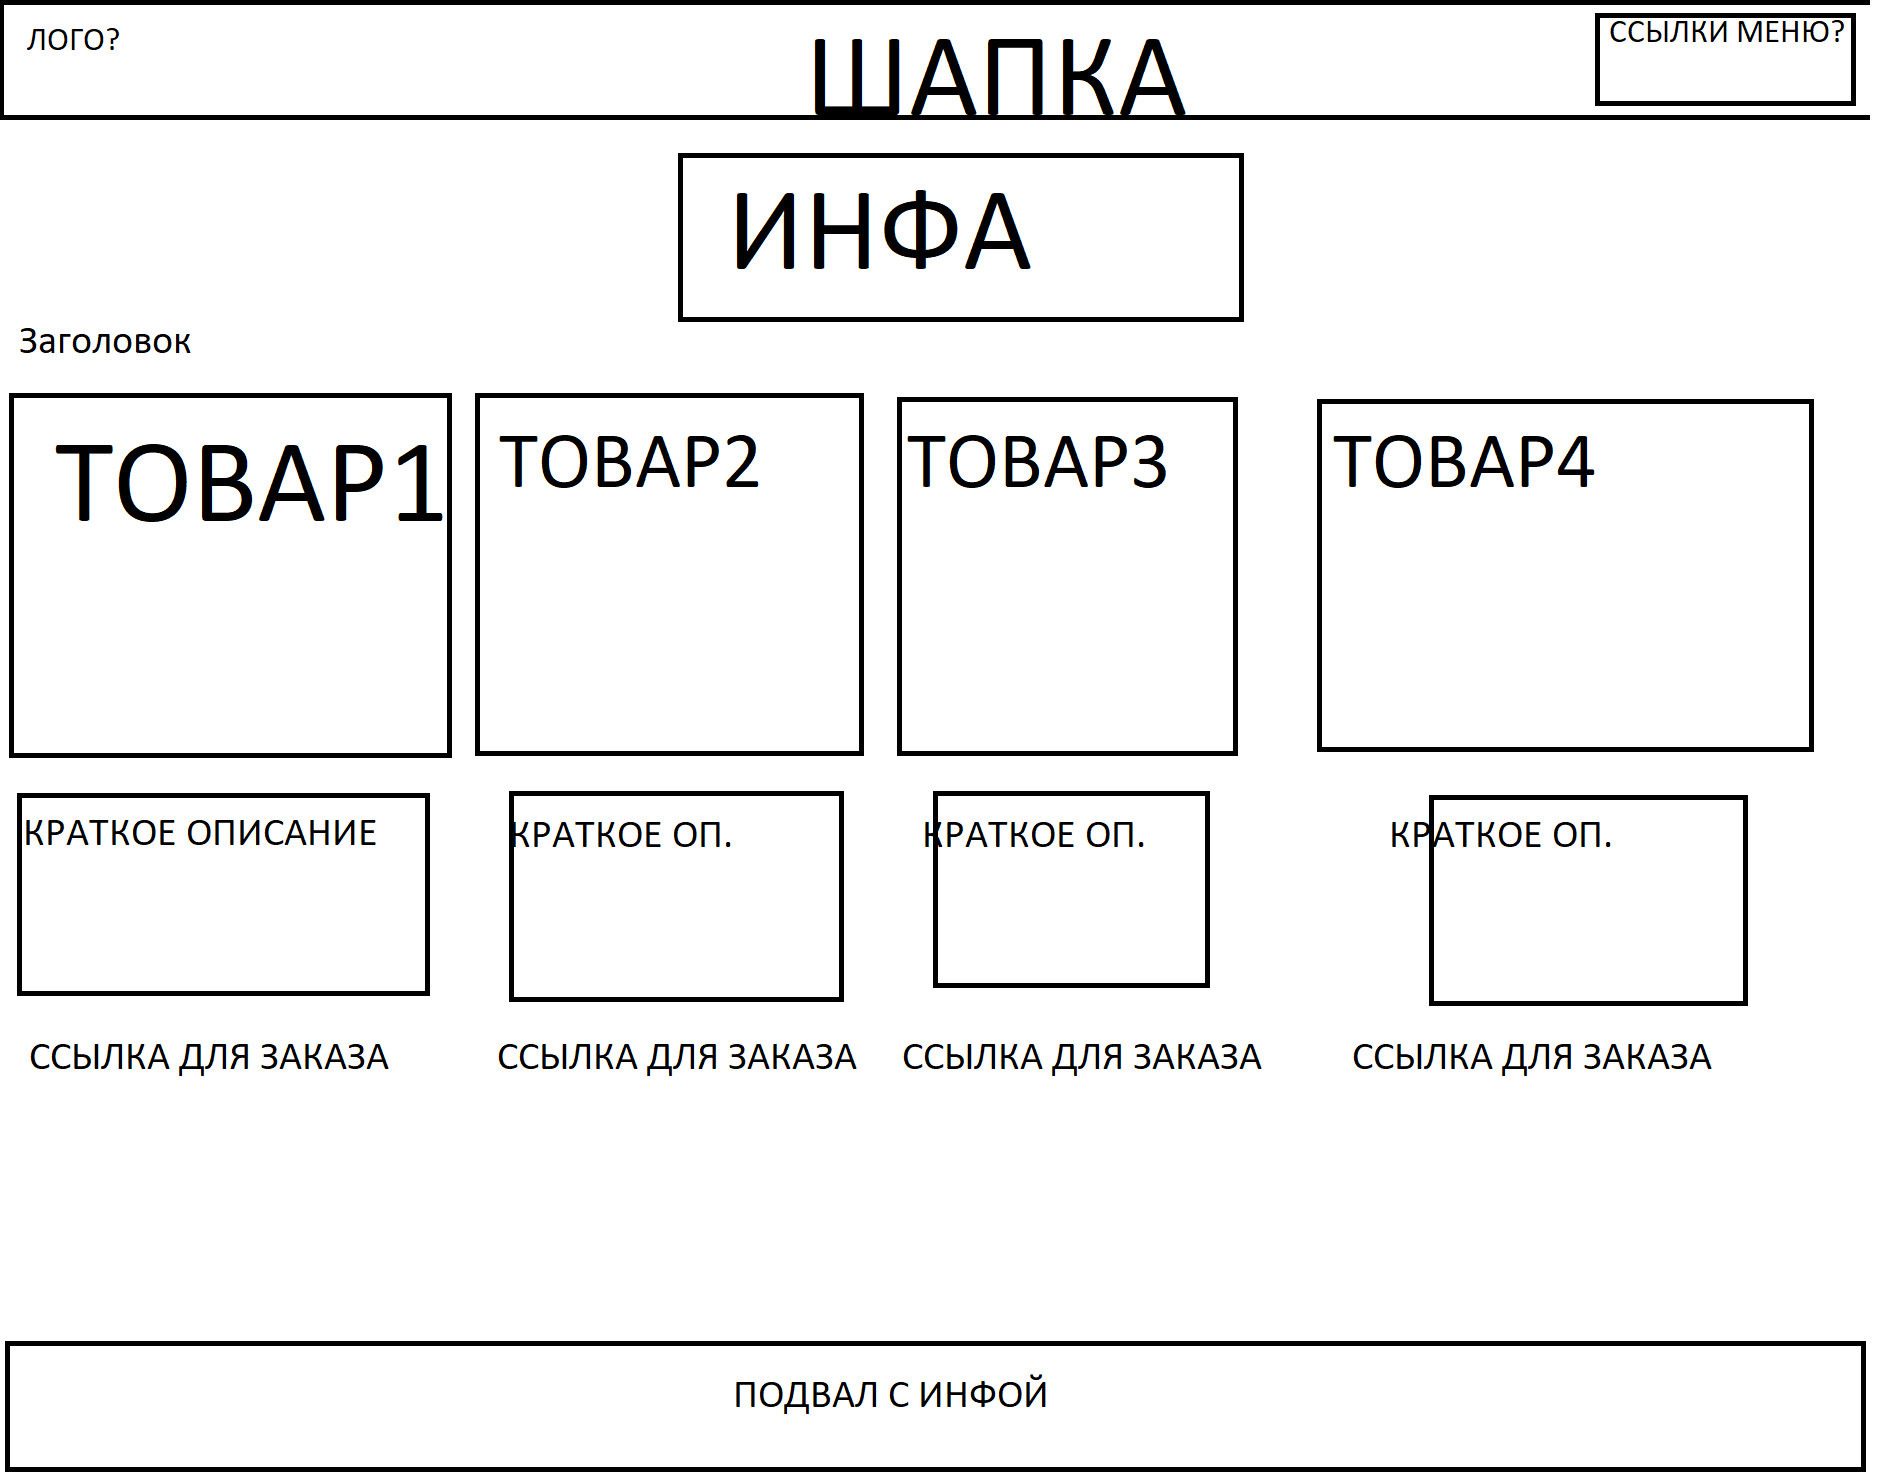 ЛОГО?
ШАПКА
ССЫЛКИ МЕНЮ?
ИНФА
Заголовок
ТОВАР1
ТОВАР2
ТОВАР3
ТОВАР4
КРАТКОЕ ОПИСАНИЕ
КРАТКОЕ ОП.
КРАТКОЕ ОП.
КРАТКОЕ ОП.
ССЫЛКА ДЛЯ ЗАКАЗА
ССЫЛКА ДЛЯ ЗАКАЗА
ССЫЛКА ДЛЯ ЗАКАЗА
ССЫЛКА ДЛЯ ЗАКАЗА
ПОДВАЛ С ИНФОЙ